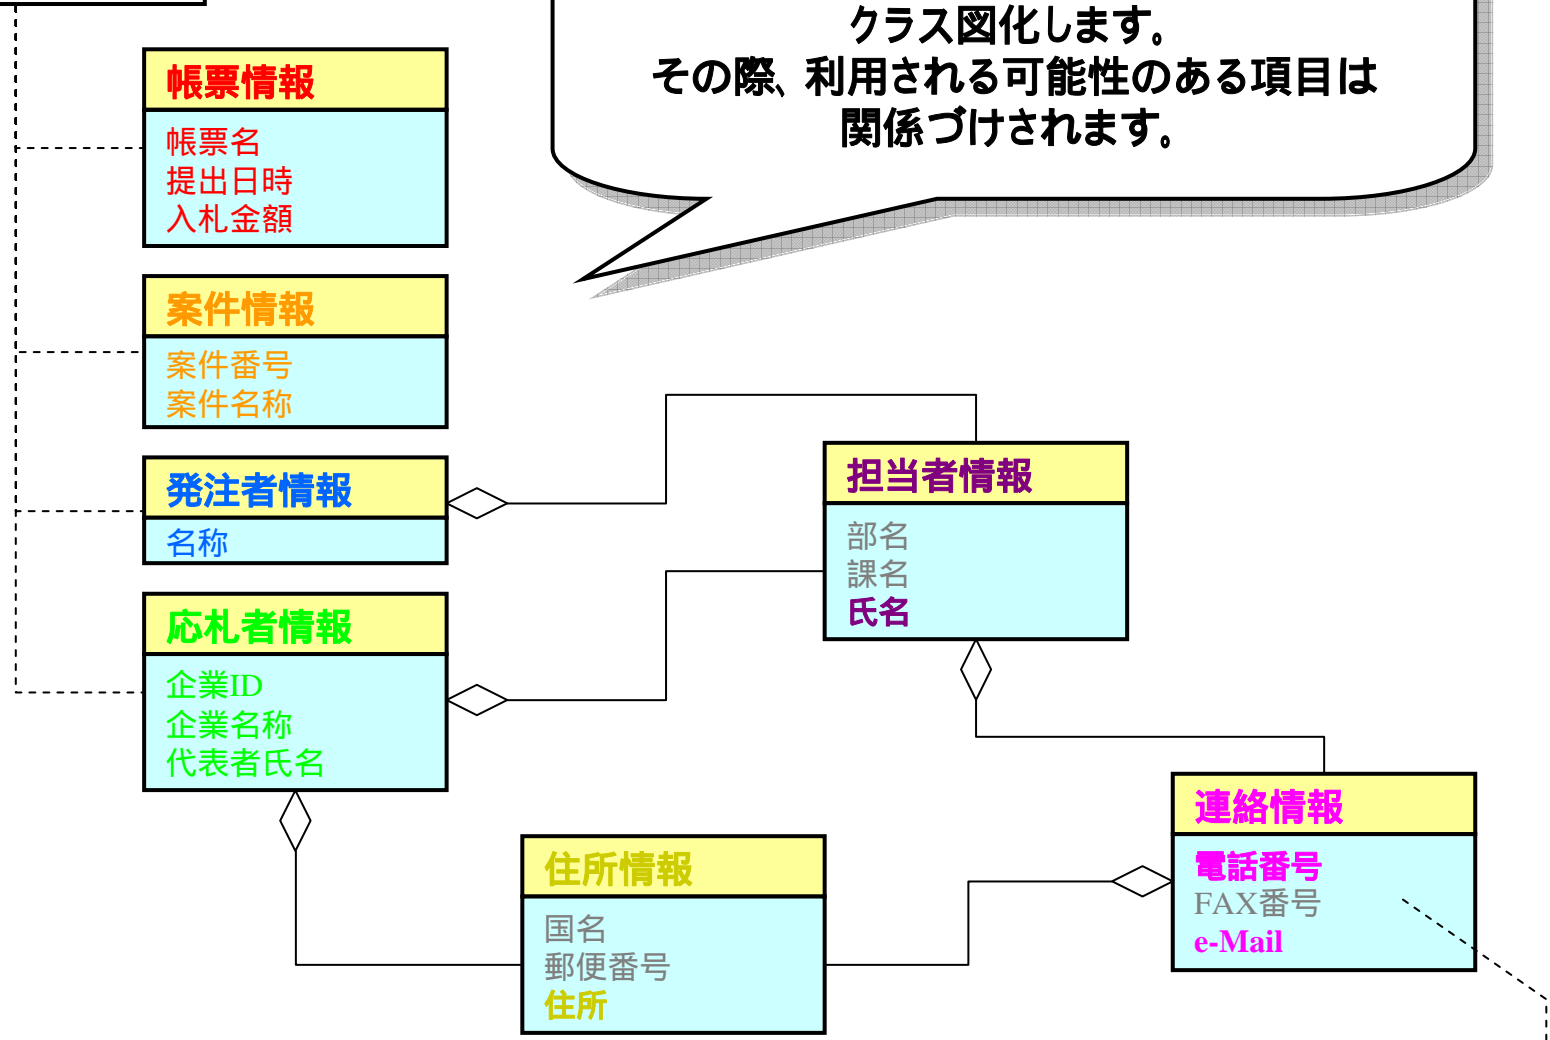 クラス図化します。
その際、利用される可能性のある項目は
関係づけされます。
帳票情報
帳票名
提出日時
入札金額
案件情報
案件番号
案件名称
発注者情報
名称
応札者情報
企業ID
企業名称
代表者氏名
担当者情報
部名
課名
氏名
住所情報
国名
郵便番号
住所
連絡情報
電話番号
FAX番号
e-Mail